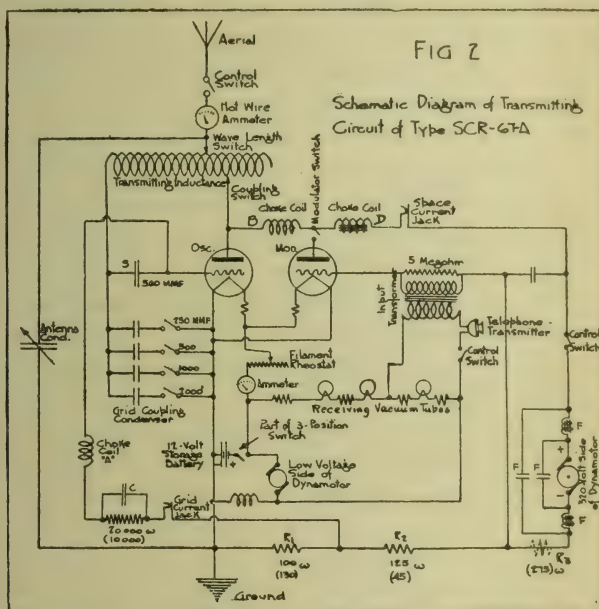 FIG 2
Schematic Diagram of Transmitting
Circuit of Type SCR-67-A
Aerial
Control
Switch
Hot Wire
Ammeter
Wave Length
Switch
Transmitting Inductance
Coupling
Switch
Choke Coil
B
Modulator Switch
Choke Coil
D
Space
Current
Jack
Osc.
Mod.
S
500 MMF
5 Megohm
Input
Transformer
Telephone
Transmitter
Control
Switch
Control
Switch
Antenna
Cond.
250 MMF
500
1000
2000
Grid Coupling
Condenser
Filament
Rheostat
Ammeter
Receiving Vacuum Tubes
Choke
Coil
"A"
12-Volt
Storage
Battery
+
Part of 3-Position
Switch
Low Voltage
Side of Dynamotor
F
F
F
+
-
F
320 Volt Side
of Dynamotor
C
20,000 ω
(10000)
Grid
Current
Jack
R1
100 ω
(130)
R2
125 ω
(45)
R3
(275) ω
Ground